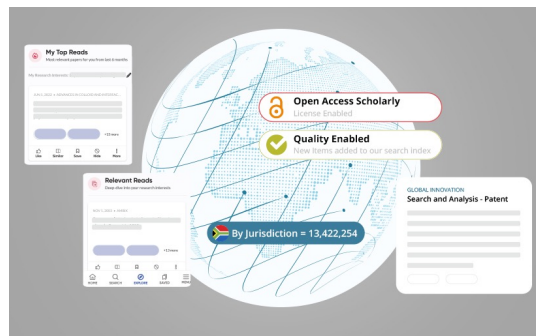 My Top Reads
Most relevant papers for you from last 6 months
My Research Interests
Like
Similar
Save
Hide
More
Open Access Scholarly
License Enabled
Quality Enabled
New Items added to our search index
Relevant Reads
Deep dive into your research interests
HOME
SEARCH
EXPLORE
SAVED
MENU
By Jurisdiction = 13,422,254
GLOBAL INNOVATION
Search and Analysis - Patent